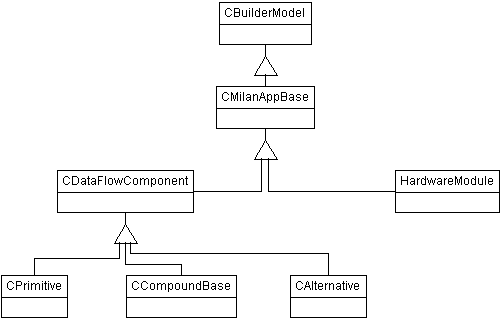 CBuilderModel
CMilanAppBase
CDataFlowComponent
HardwareModule
CPrimitive
CCompoundBase
CAlternative